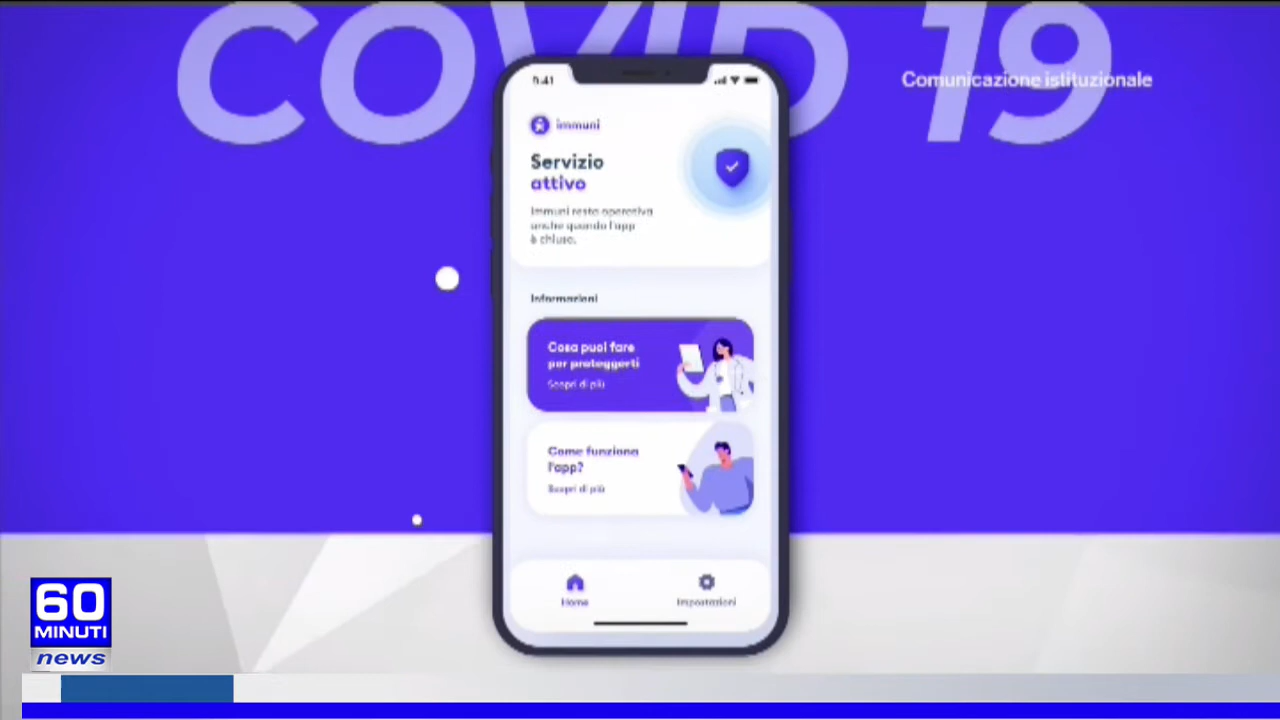 COVID 19
Comunicazione istituzionale
9:41
immuni
Servizio
attivo
Immuni resta operativa
anche quando l'app
è chiusa.
Informazioni
Cosa puoi fare
per proteggerti
Scopri di più
Come funziona
l'app?
Scopri di più
Home
Impostazioni
60
MINUTI
news